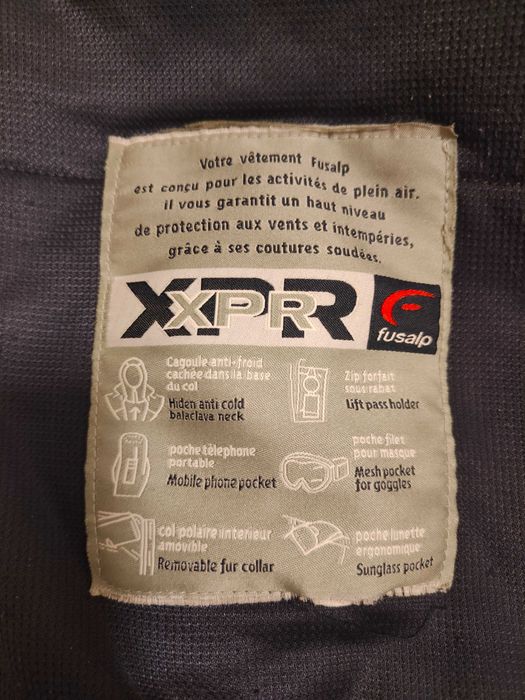 Votre vêtement Fusalp
est conçu pour les activités de plein air.
il vous garantit un haut niveau
de protection aux vents et intempéries,
grâce à ses coutures soudées.
XPR
XPR
fusalp
Cagoule anti-froid
cachée dans la base
du col
Hiden anti cold
balaclava neck
Zip forfait
sous rabat
Lift pass holder
poche téléphone
portable
Mobile phone pocket
poche filet
pour masque
Mesh pocket
for goggles
col polaire interieur
amovible
Removable fur collar
poche lunette
ergonomique
Sunglass pocket